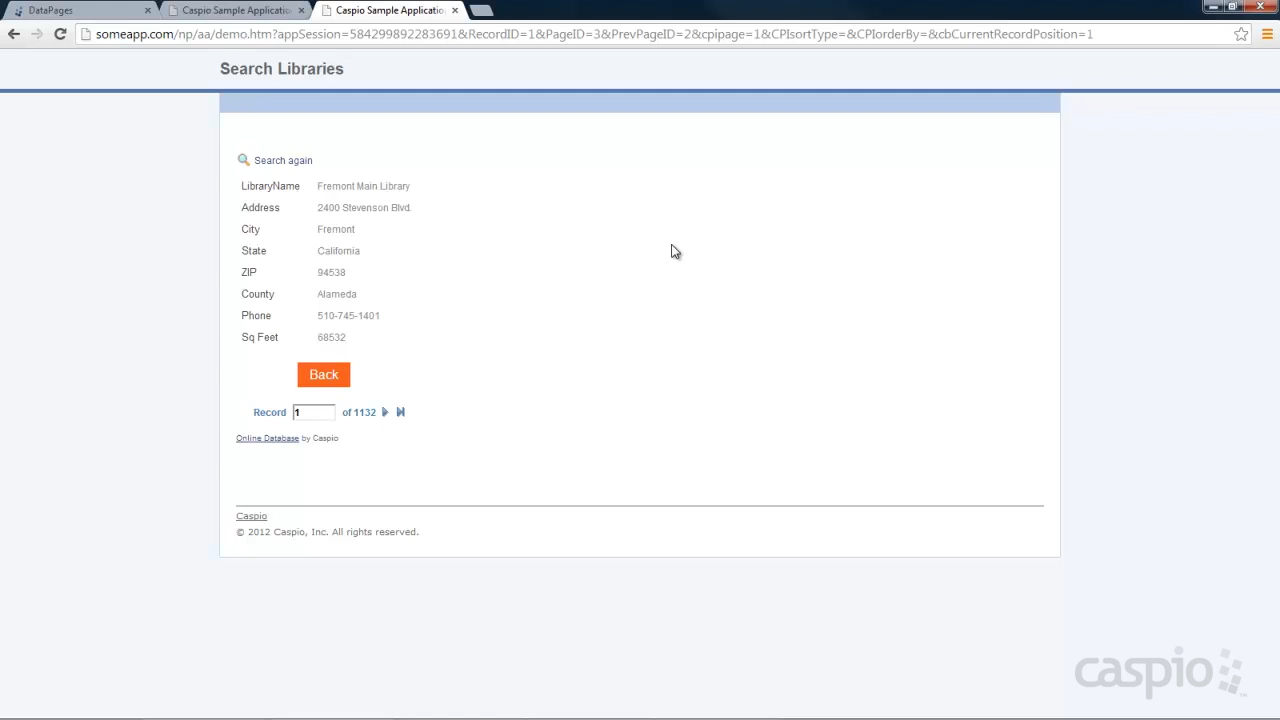 DataPages
Caspio Sample Applicatio
Caspio Sample Applicatio
someapp.com/np/aa/demo.htm?appSession=584299892283691&RecordID=1&PageID=3&PrevPageID=2&cpipage=1&CPIsortType=&CPIorderBy=&cbCurrentRecordPosition=1
Search Libraries
Search again
LibraryName Fremont Main Library
Address 2400 Stevenson Blvd.
City Fremont
State California
ZIP 94538
County Alameda
Phone 510-745-1401
Sq Feet 68532
Back
Record 1 of 1132
Online Database by Caspio
Caspio
© 2012 Caspio, Inc. All rights reserved.
caspio